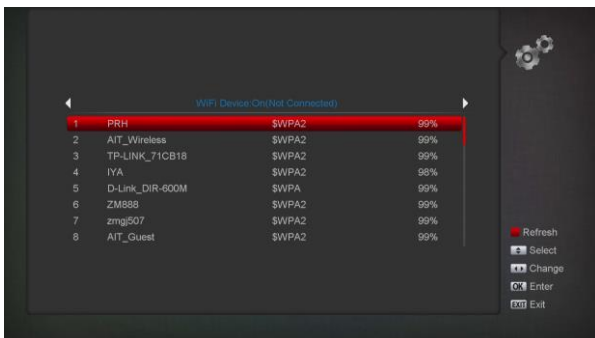 WiFi Device:On(Not Connected)
1 PRH $WPA2 99%
2 AIT_Wireless $WPA2 99%
3 TP-LINK_71CB18 $WPA2 99%
4 IYA $WPA2 98%
5 D-Link_DIR-600M $WPA 99%
6 ZM888 $WPA2 99%
7 zmgj507 $WPA2 99%
8 AIT_Guest $WPA2 99%
Refresh
Select
Change
OK Enter
EXIT Exit